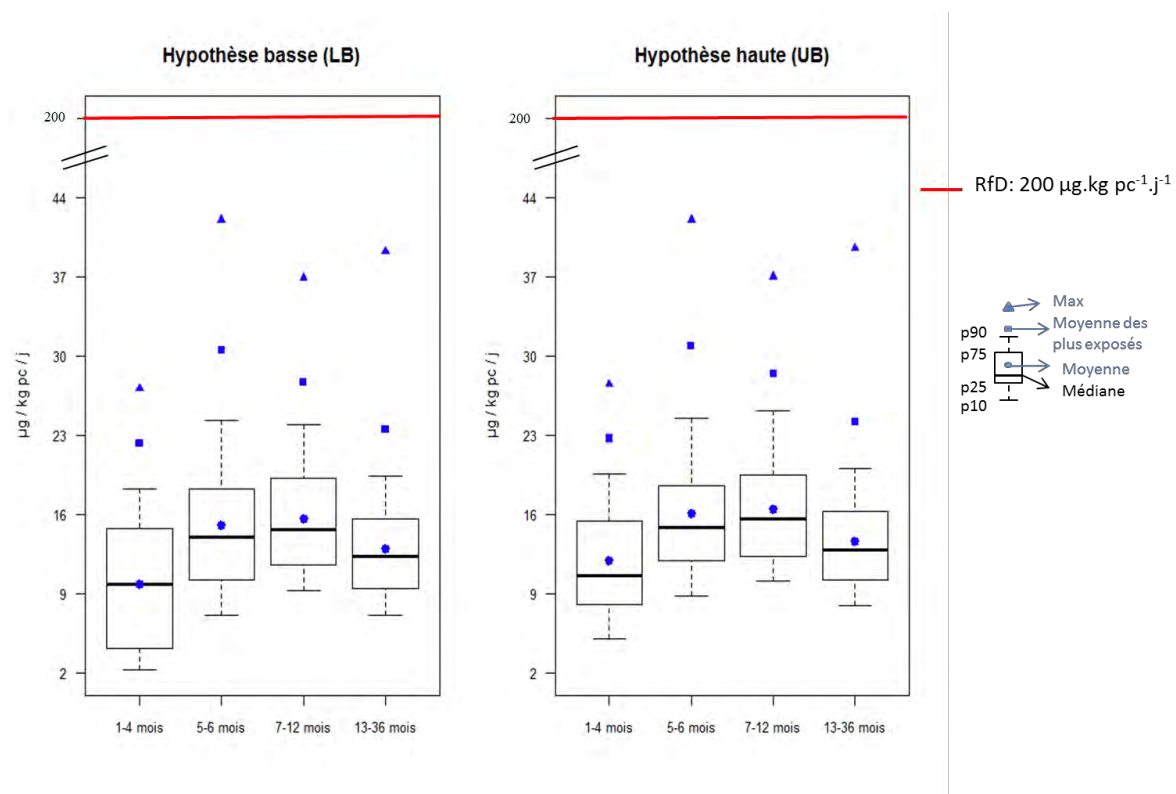 Hypothèse basse (LB)
200
44
37
30
23
16
9
2
µg / kg pc / j
1-4 mois
5-6 mois
7-12 mois
13-36 mois
Hypothèse haute (UB)
200
44
37
30
23
16
9
2
µg / kg pc / j
1-4 mois
5-6 mois
7-12 mois
13-36 mois
RfD: 200 µg.kg pc⁻¹.j⁻¹
Max
p90
Moyenne des
plus exposés
p75
Moyenne
p25
Médiane
p10